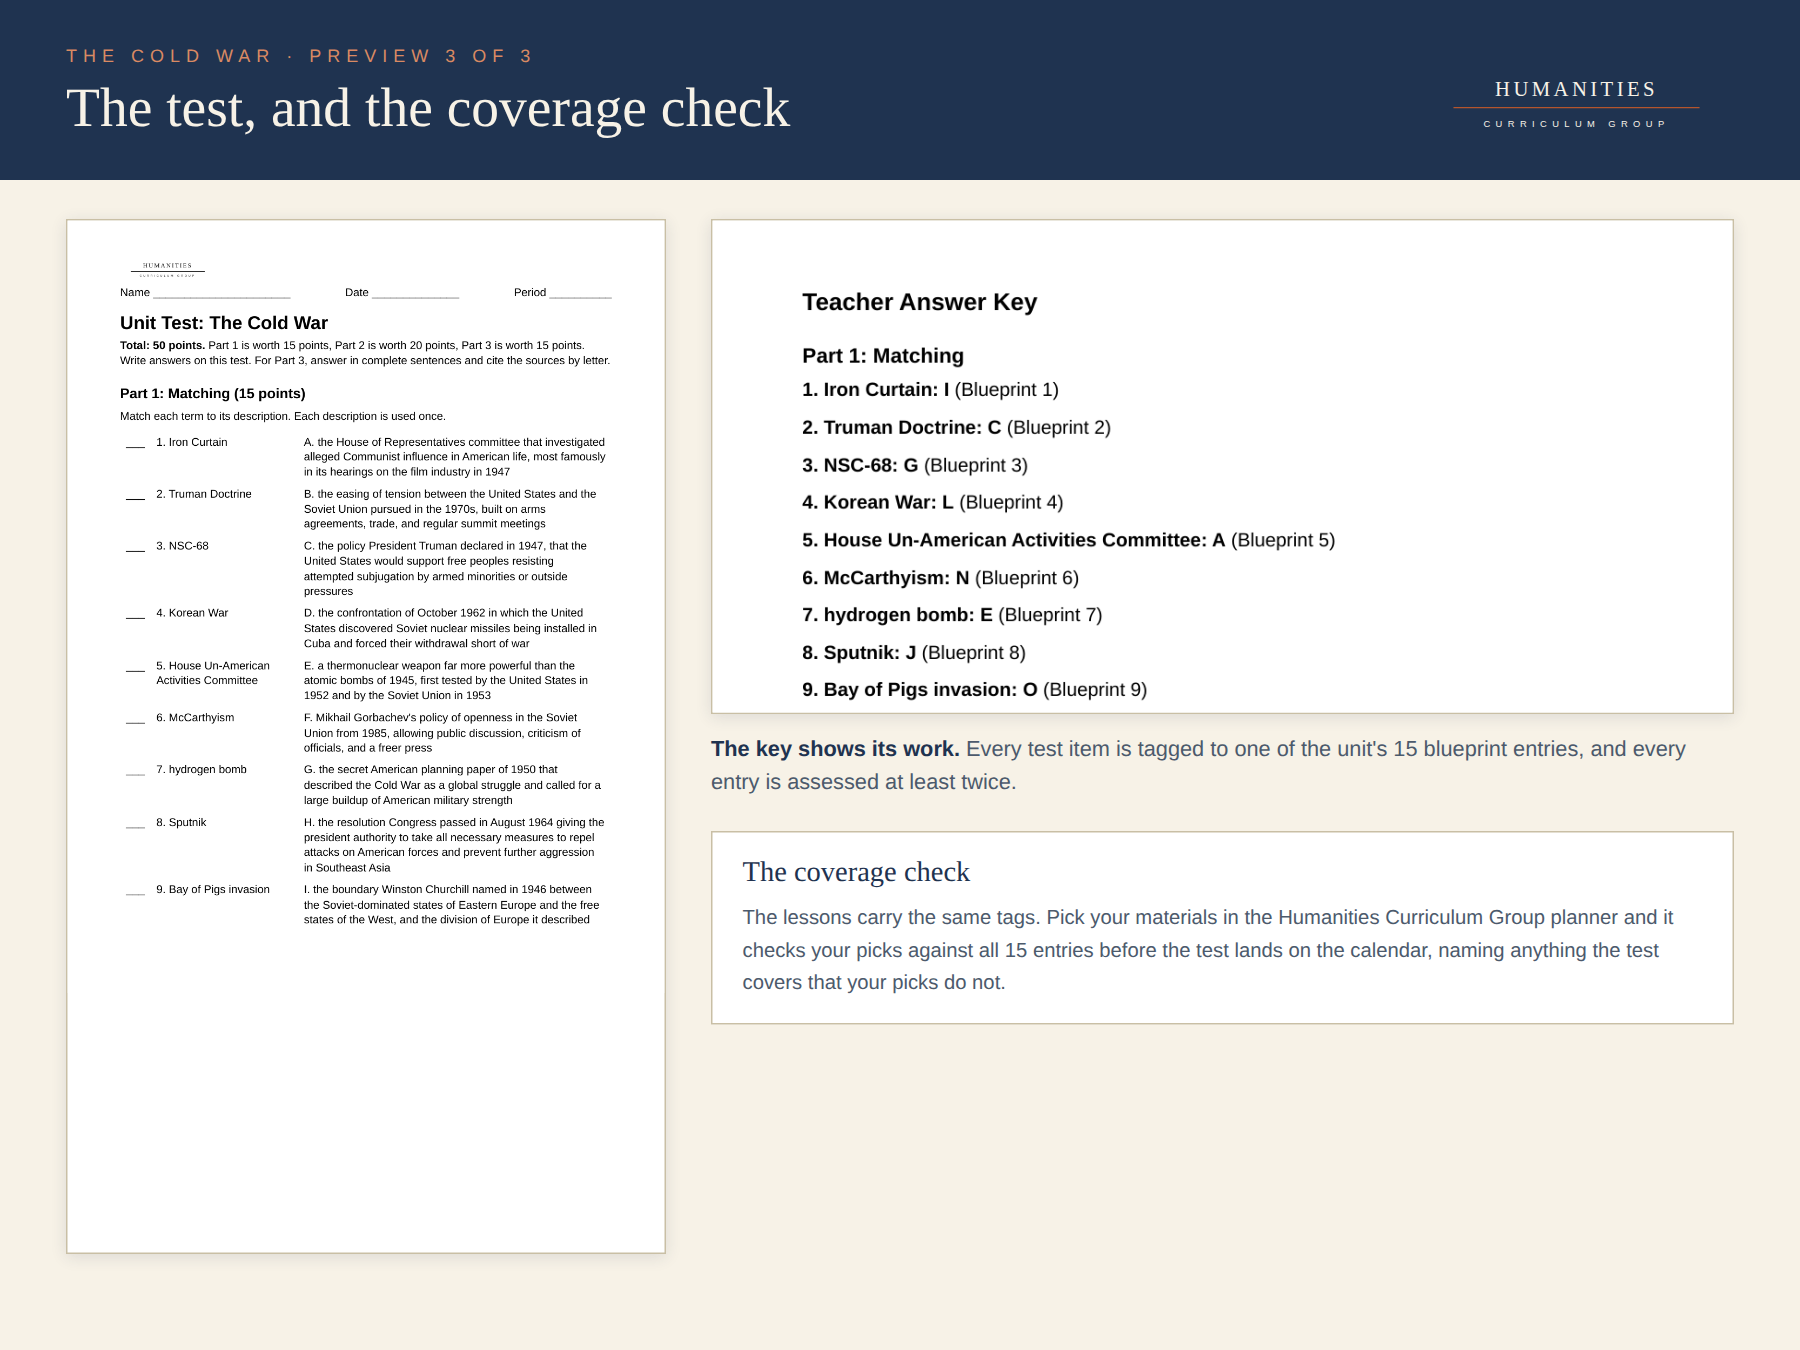 THE COLD WAR · PREVIEW 3 OF 3
The test, and the coverage check
HUMANITIES
CURRICULUM GROUP
HUMANITIES
CURRICULUM GROUP
Name ______________________ Date ______________ Period __________
Unit Test: The Cold War
Total: 50 points. Part 1 is worth 15 points, Part 2 is worth 20 points, Part 3 is worth 15 points.
Write answers on this test. For Part 3, answer in complete sentences and cite the sources by letter.
Part 1: Matching (15 points)
Match each term to its description. Each description is used once.
___ 1. Iron Curtain
A. the House of Representatives committee that investigated
alleged Communist influence in American life, most famously
in its hearings on the film industry in 1947
___ 2. Truman Doctrine
B. the easing of tension between the United States and the
Soviet Union pursued in the 1970s, built on arms
agreements, trade, and regular summit meetings
___ 3. NSC-68
C. the policy President Truman declared in 1947, that the
United States would support free peoples resisting
attempted subjugation by armed minorities or outside
pressures
___ 4. Korean War
D. the confrontation of October 1962 in which the United
States discovered Soviet nuclear missiles being installed in
Cuba and forced their withdrawal short of war
___ 5. House Un-American
Activities Committee
E. a thermonuclear weapon far more powerful than the
atomic bombs of 1945, first tested by the United States in
1952 and by the Soviet Union in 1953
___ 6. McCarthyism
F. Mikhail Gorbachev's policy of openness in the Soviet
Union from 1985, allowing public discussion, criticism of
officials, and a freer press
___ 7. hydrogen bomb
G. the secret American planning paper of 1950 that
described the Cold War as a global struggle and called for a
large buildup of American military strength
___ 8. Sputnik
H. the resolution Congress passed in August 1964 giving the
president authority to take all necessary measures to repel
attacks on American forces and prevent further aggression
in Southeast Asia
___ 9. Bay of Pigs invasion
I. the boundary Winston Churchill named in 1946 between
the Soviet-dominated states of Eastern Europe and the free
states of the West, and the division of Europe it described
Teacher Answer Key
Part 1: Matching
1. Iron Curtain: I (Blueprint 1)
2. Truman Doctrine: C (Blueprint 2)
3. NSC-68: G (Blueprint 3)
4. Korean War: L (Blueprint 4)
5. House Un-American Activities Committee: A (Blueprint 5)
6. McCarthyism: N (Blueprint 6)
7. hydrogen bomb: E (Blueprint 7)
8. Sputnik: J (Blueprint 8)
9. Bay of Pigs invasion: O (Blueprint 9)
The key shows its work. Every test item is tagged to one of the unit's 15 blueprint entries, and every
entry is assessed at least twice.
The coverage check
The lessons carry the same tags. Pick your materials in the Humanities Curriculum Group planner and it
checks your picks against all 15 entries before the test lands on the calendar, naming anything the test
covers that your picks do not.